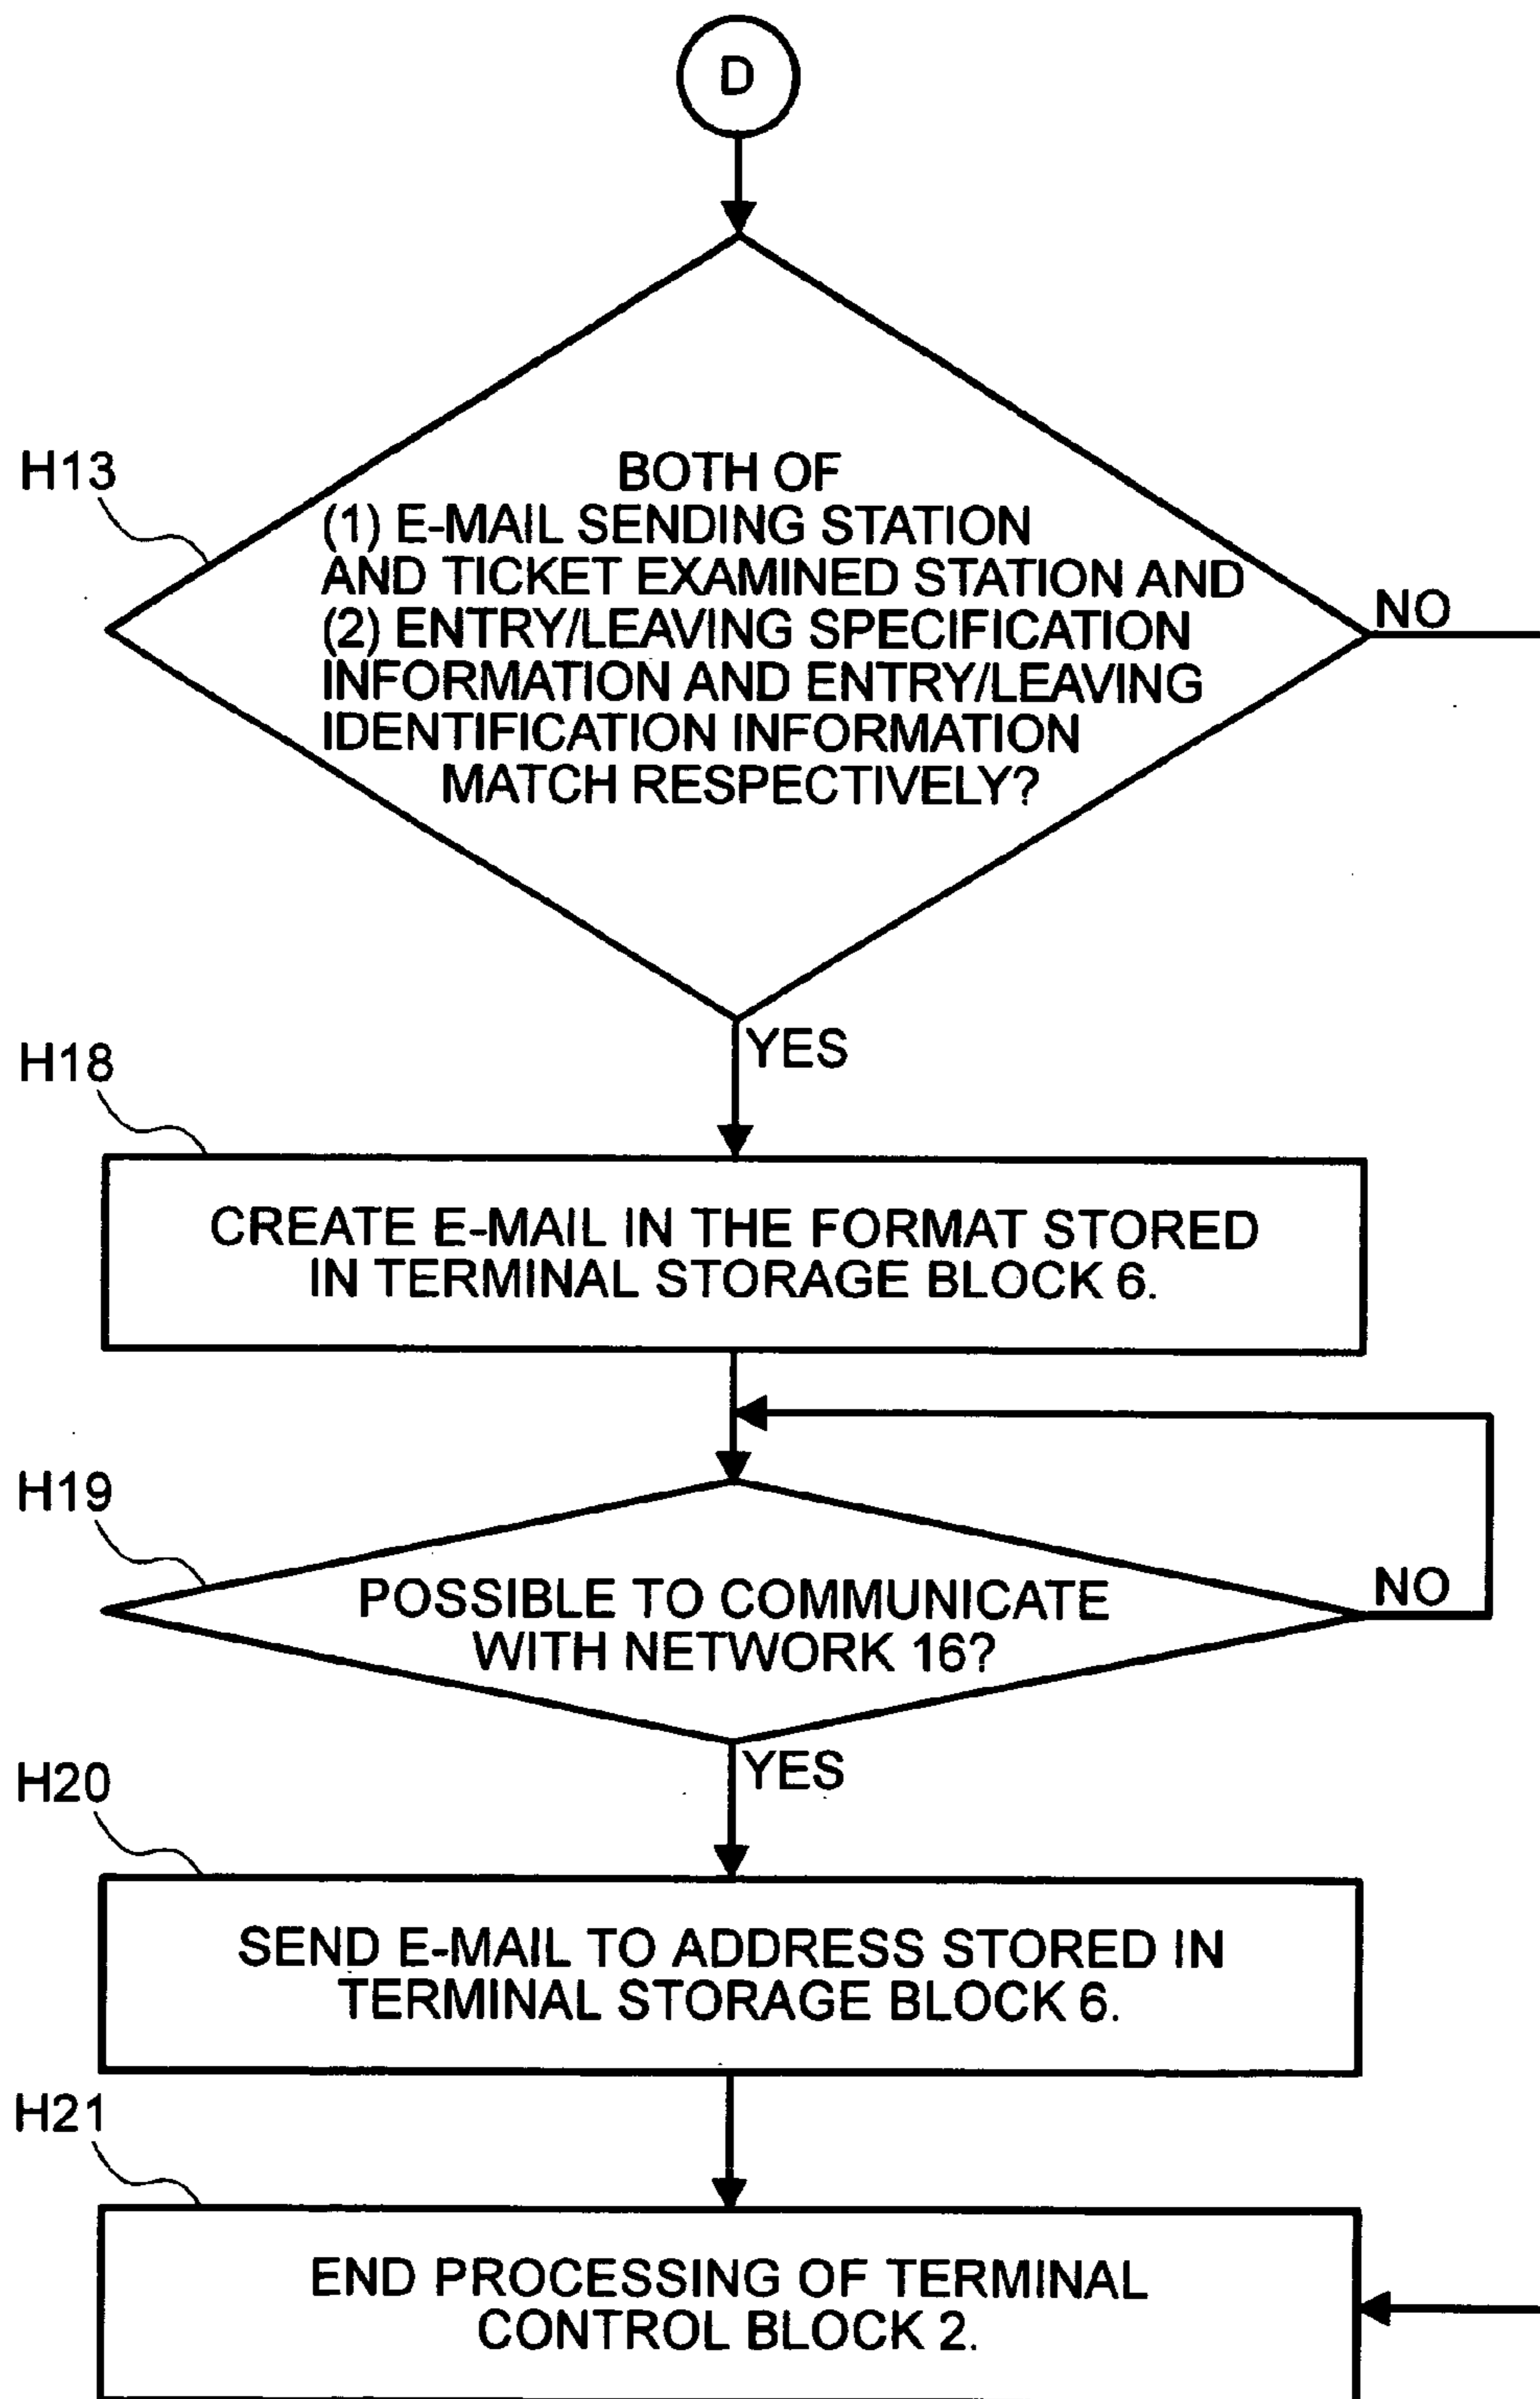 D
H13
BOTH OF
(1) E-MAIL SENDING STATION
AND TICKET EXAMINED STATION AND
(2) ENTRY/LEAVING SPECIFICATION
INFORMATION AND ENTRY/LEAVING
IDENTIFICATION INFORMATION
MATCH RESPECTIVELY?
NO
YES
H18
CREATE E-MAIL IN THE FORMAT STORED
IN TERMINAL STORAGE BLOCK 6.
H19
POSSIBLE TO COMMUNICATE
WITH NETWORK 16?
NO
YES
H20
SEND E-MAIL TO ADDRESS STORED IN
TERMINAL STORAGE BLOCK 6.
H21
END PROCESSING OF TERMINAL
CONTROL BLOCK 2.